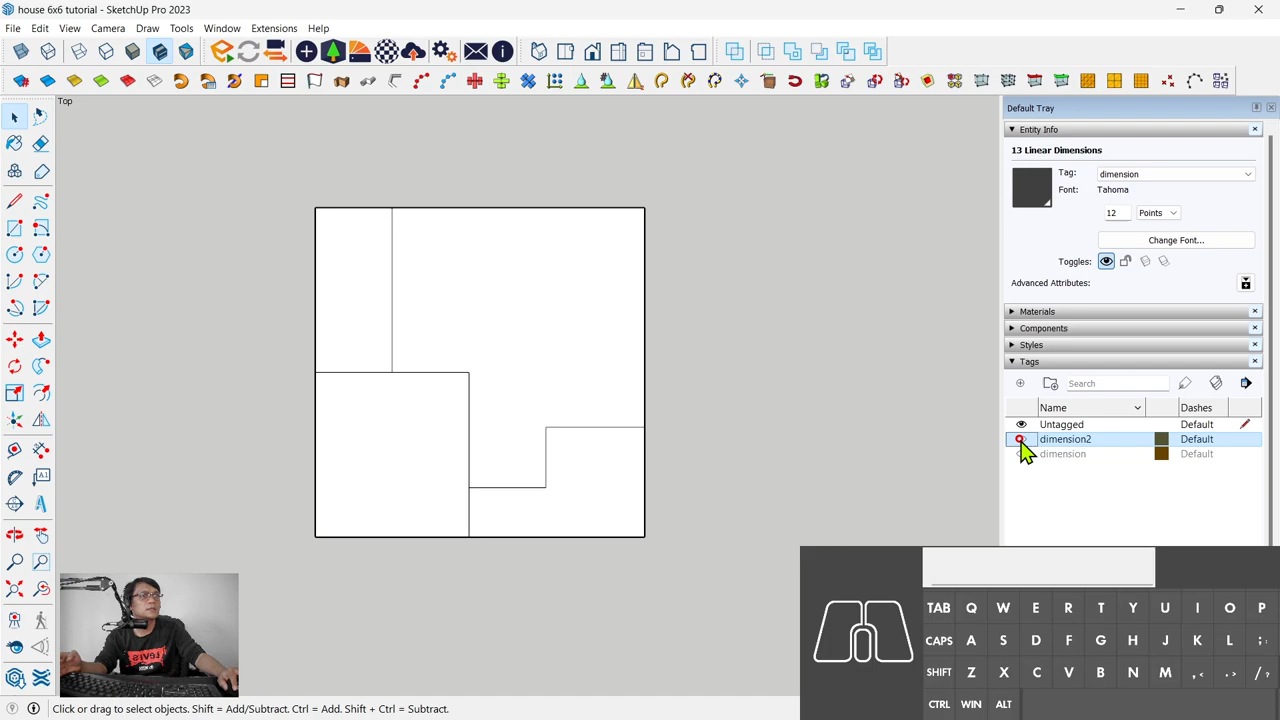 house 6x6 tutorial - SketchUp Pro 2023
File Edit View Camera Draw Tools Window Extensions Help
Top
Default Tray
Entity Info
13 Linear Dimensions
Tag: dimension
Font: Tahoma
12 Points
Change Font...
Toggles:
Advanced Attributes:
Materials
Components
Styles
Tags
Search
Name Dashes
Untagged Default
dimension2 Default
dimension Default
TAB Q W E R T Y U I O P
CAPS A S D F G H J K L ; :
SHIFT Z X C V B N M , < . > / ?
CTRL WIN ALT
Click or drag to select objects. Shift = Add/Subtract. Ctrl = Add. Shift + Ctrl = Subtract.